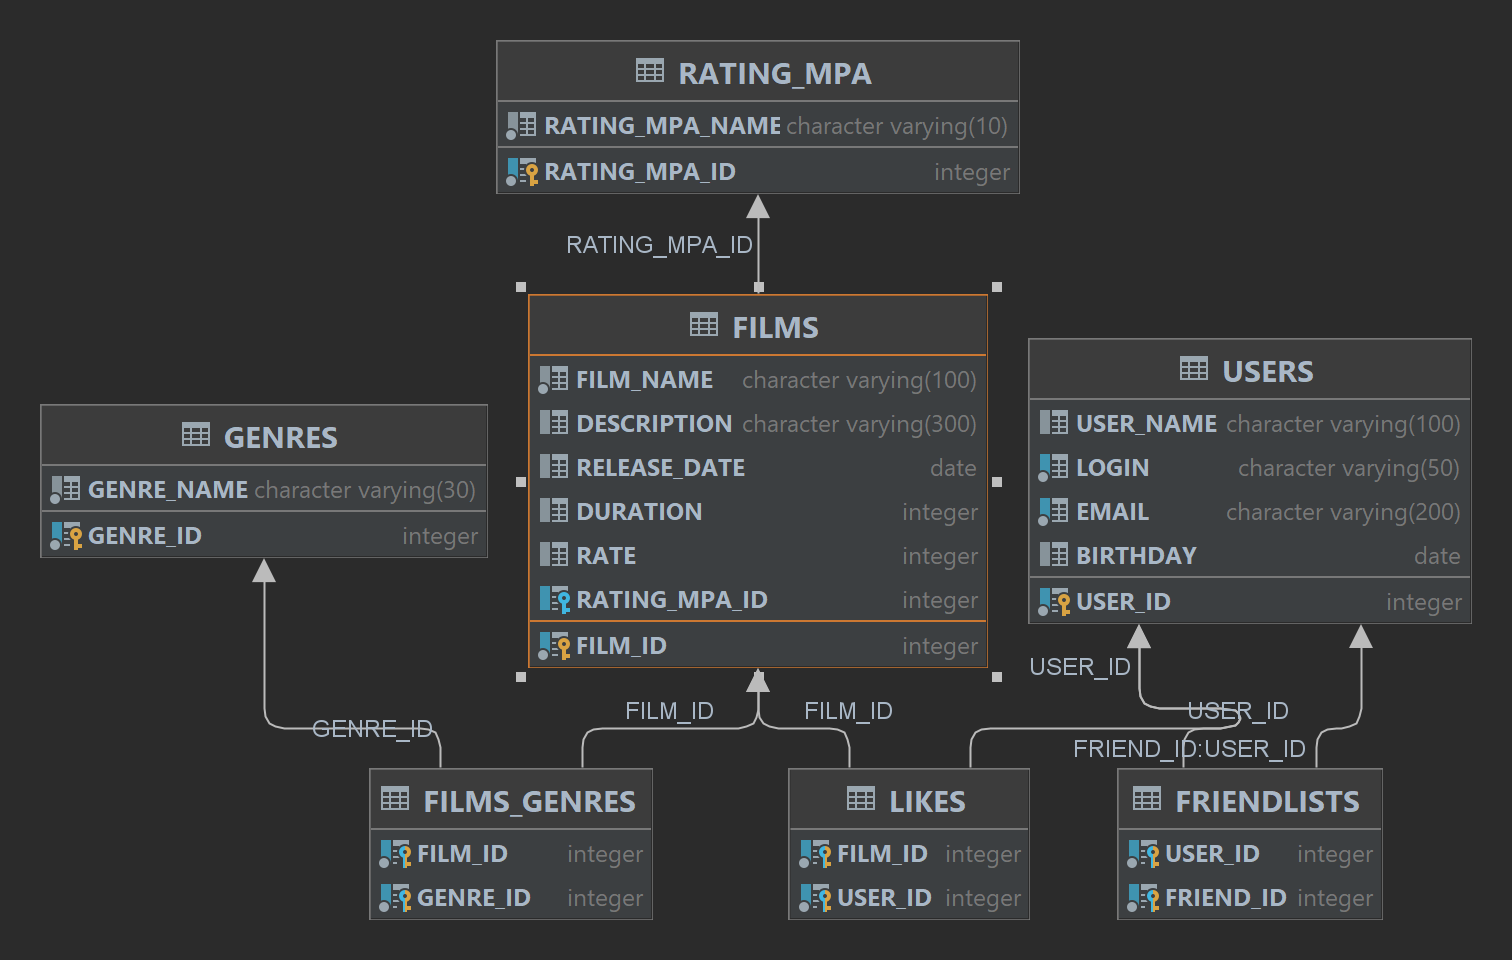 RATING_MPA
RATING_MPA_NAME character varying(10)
RATING_MPA_ID integer
RATING_MPA_ID
FILMS
FILM_NAME character varying(100)
DESCRIPTION character varying(300)
RELEASE_DATE date
DURATION integer
RATE integer
RATING_MPA_ID integer
FILM_ID integer
USERS
USER_NAME character varying(100)
LOGIN character varying(50)
EMAIL character varying(200)
BIRTHDAY date
USER_ID integer
GENRES
GENRE_NAME character varying(30)
GENRE_ID integer
USER_ID
GENRE_ID
FILM_ID
FILM_ID
USER_ID
FRIEND_ID:USER_ID
FILMS_GENRES
FILM_ID integer
GENRE_ID integer
LIKES
FILM_ID integer
USER_ID integer
FRIENDLISTS
USER_ID integer
FRIEND_ID integer